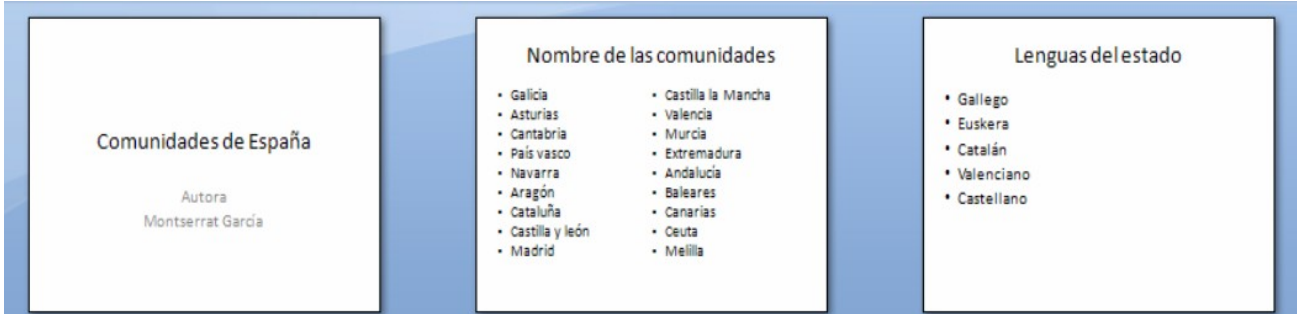 Comunidades de España
Autora
Montserrat García
Nombre de las comunidades
• Galicia
• Asturias
• Cantabria
• País vasco
• Navarra
• Aragón
• Cataluña
• Castilla y león
• Madrid
• Castilla la Mancha
• Valencia
• Murcia
• Extremadura
• Andalucía
• Baleares
• Canarias
• Ceuta
• Melilla
Lenguas del estado
• Gallego
• Euskera
• Catalán
• Valenciano
• Castellano